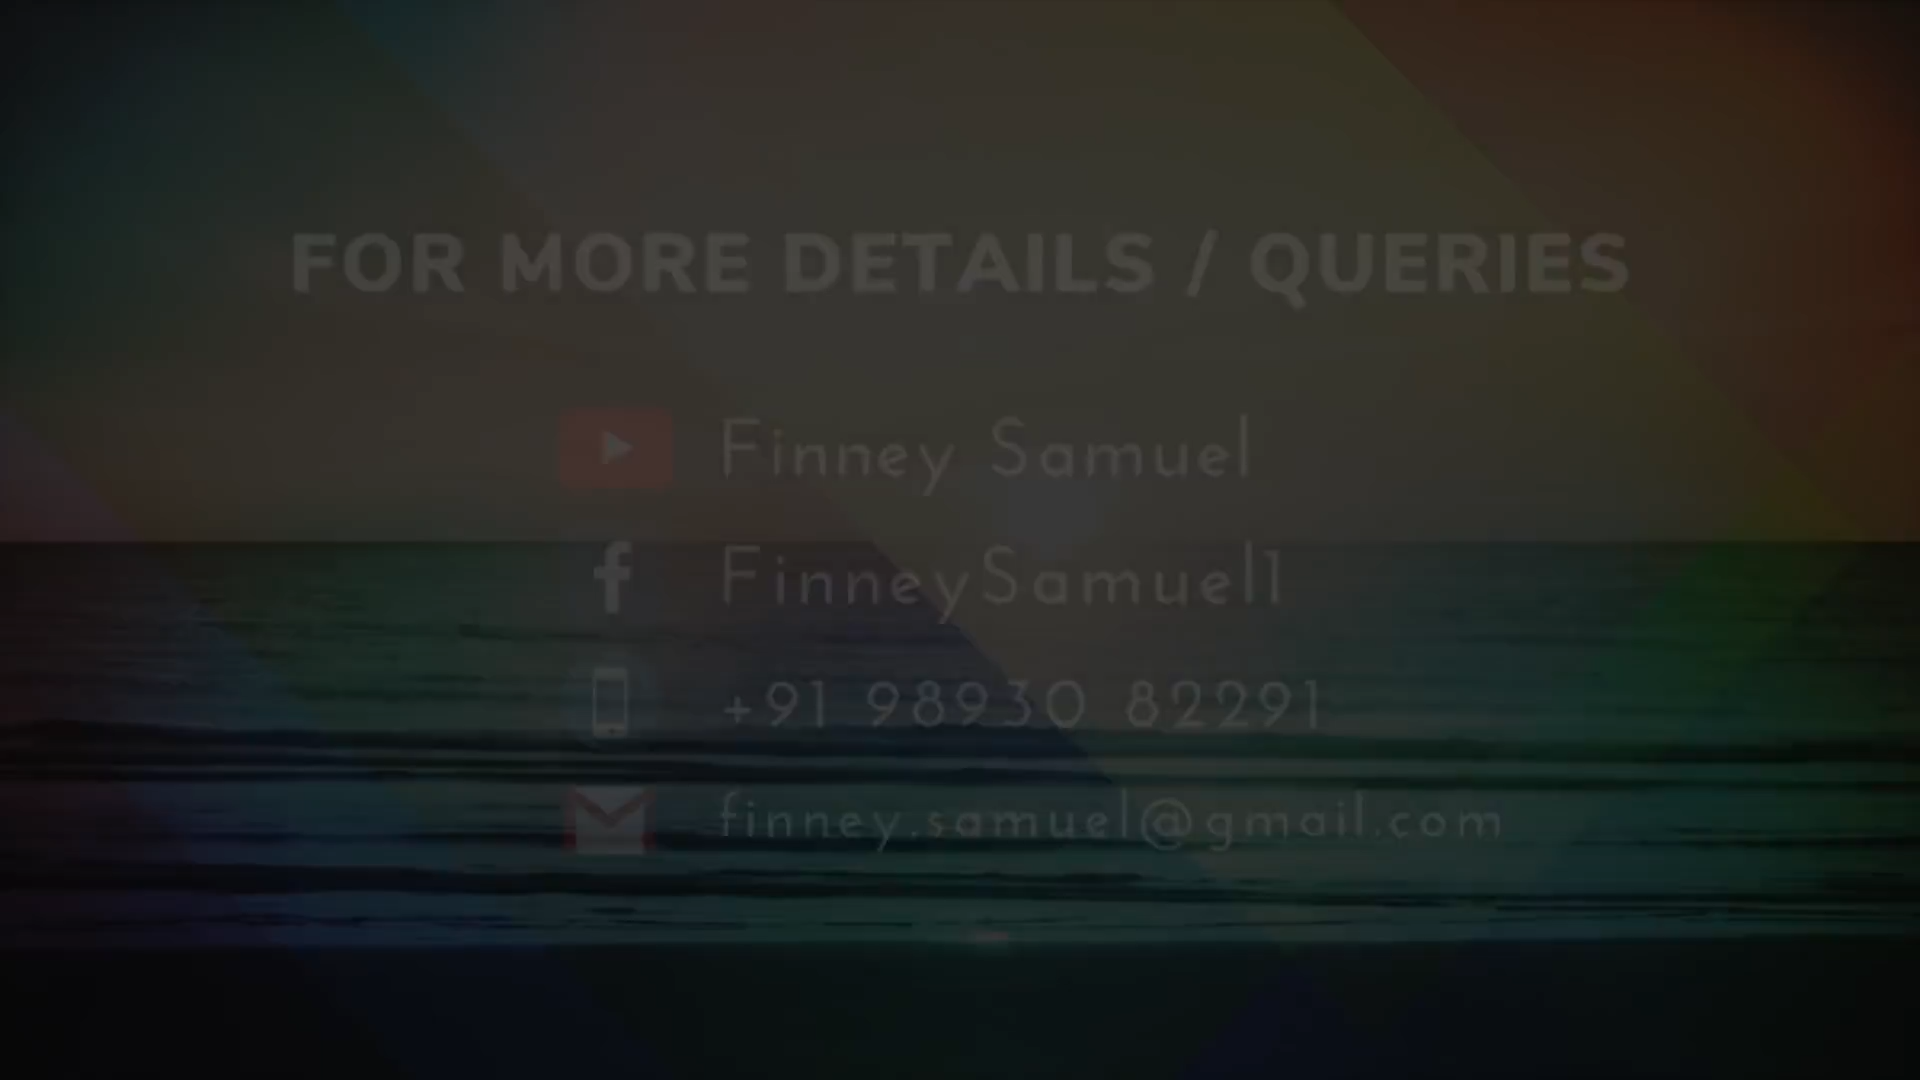 FOR MORE DETAILS / QUERIES
Finney Samuel
FinneySamuel1
+91 98930 82291
finney.samuel@gmail.com